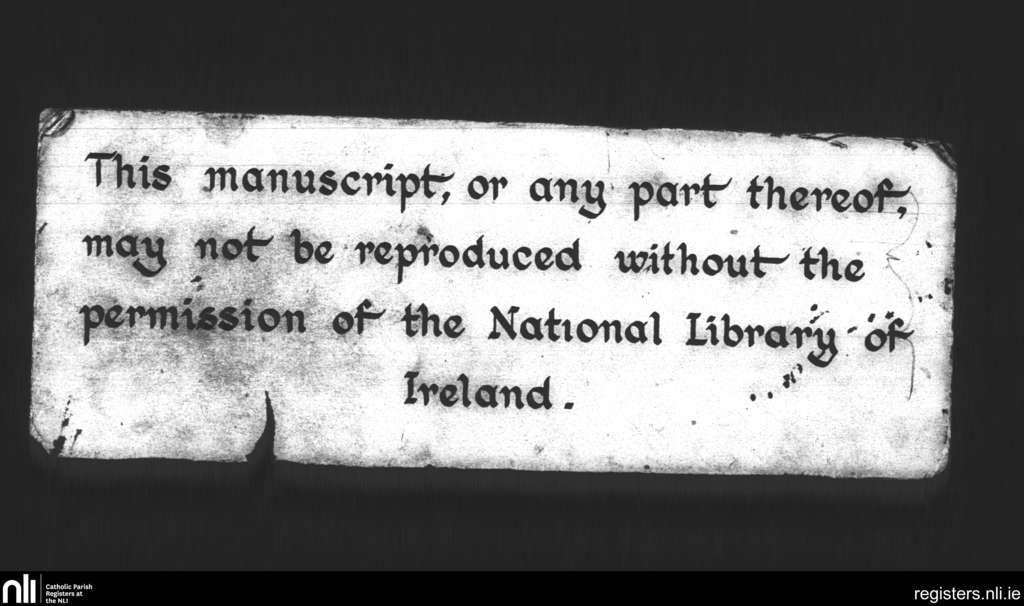 This manuscript, or any part thereof,
may not be reproduced without the
permission of the National Library of
Ireland.
nli
Catholic Parish
Registers at
the NLI
registers.nli.ie